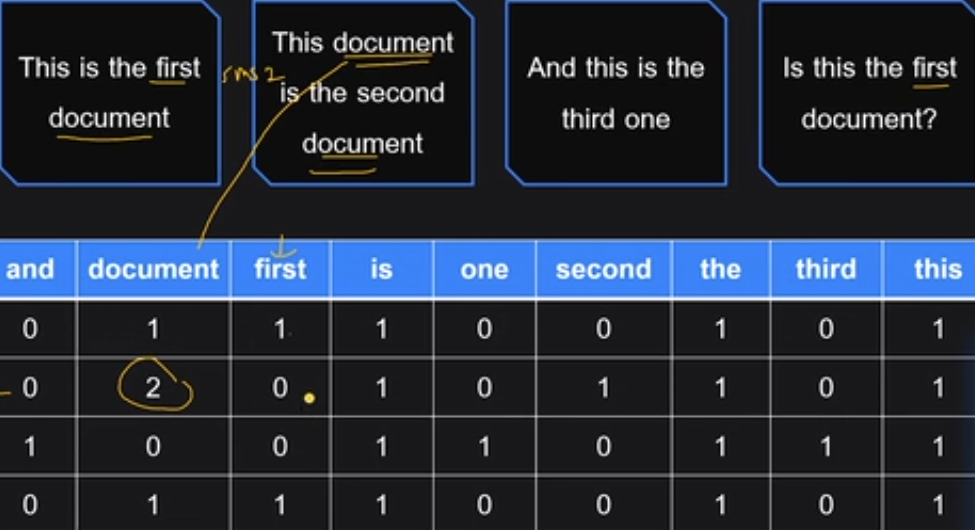 This is the first
document
sms 2
This document
is the second
document
And this is the
third one
Is this the first
document?
and document first is one second the third this
0 1 1 1 0 0 1 0 1
0 2 0 1 0 1 1 0 1
1 0 0 1 1 0 1 1 1
0 1 1 1 0 0 1 0 1